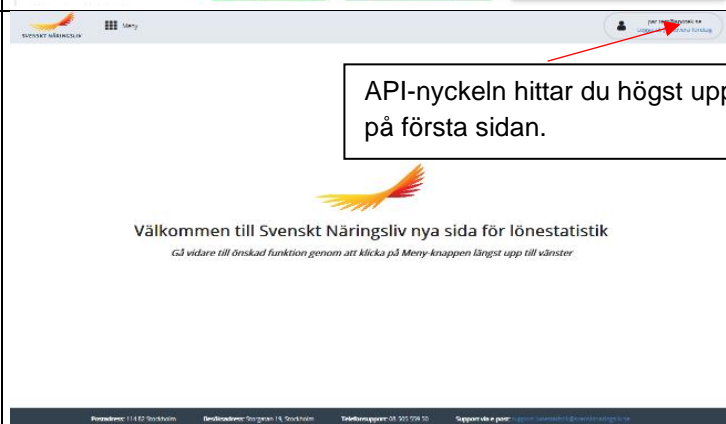 SVENSKT NÄRINGSLIV
Meny
API-nyckeln hittar du högst upp
på första sidan.
Välkommen till Svenskt Näringsliv nya sida för lönestatistik
Gå vidare till önskad funktion genom att klicka på Meny-knappen längst upp till vänster
Postadress: 114 82 Stockholm Besöksadress: Storgatan 19, Stockholm Telefonsupport: Support via e-post: